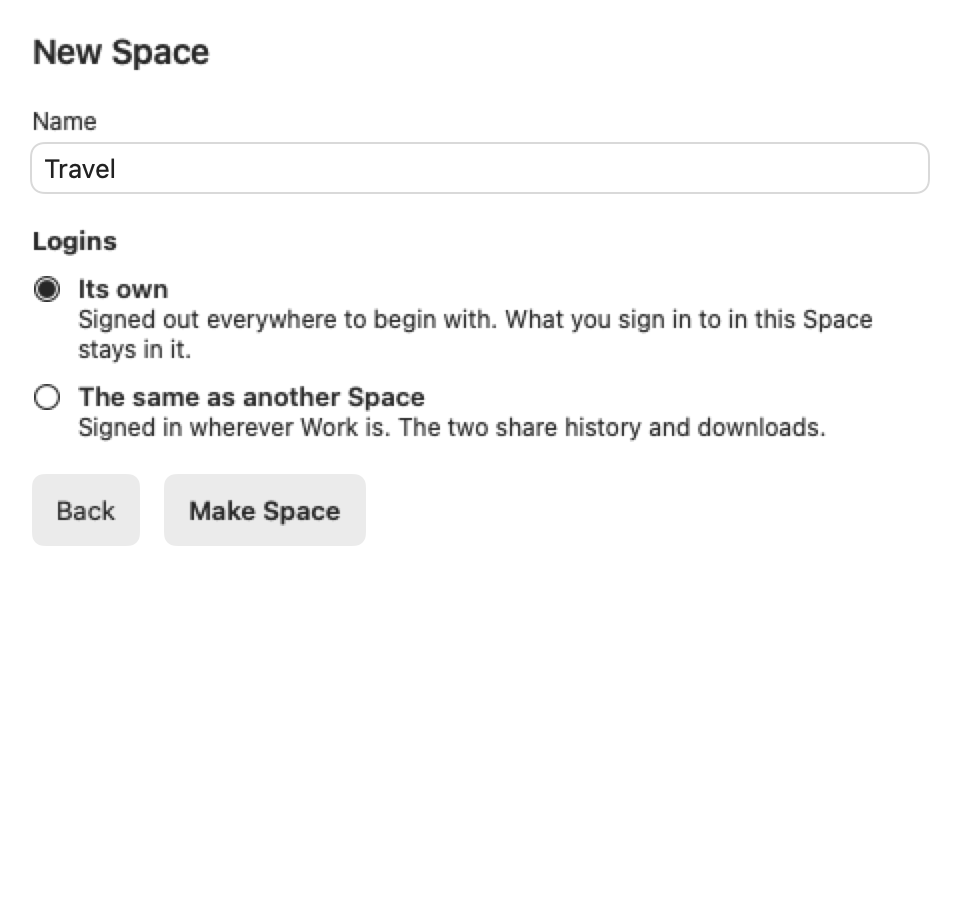 New Space
Name
Travel
Logins
Its own
Signed out everywhere to begin with. What you sign in to in this Space
stays in it.
The same as another Space
Signed in wherever Work is. The two share history and downloads.
Back
Make Space